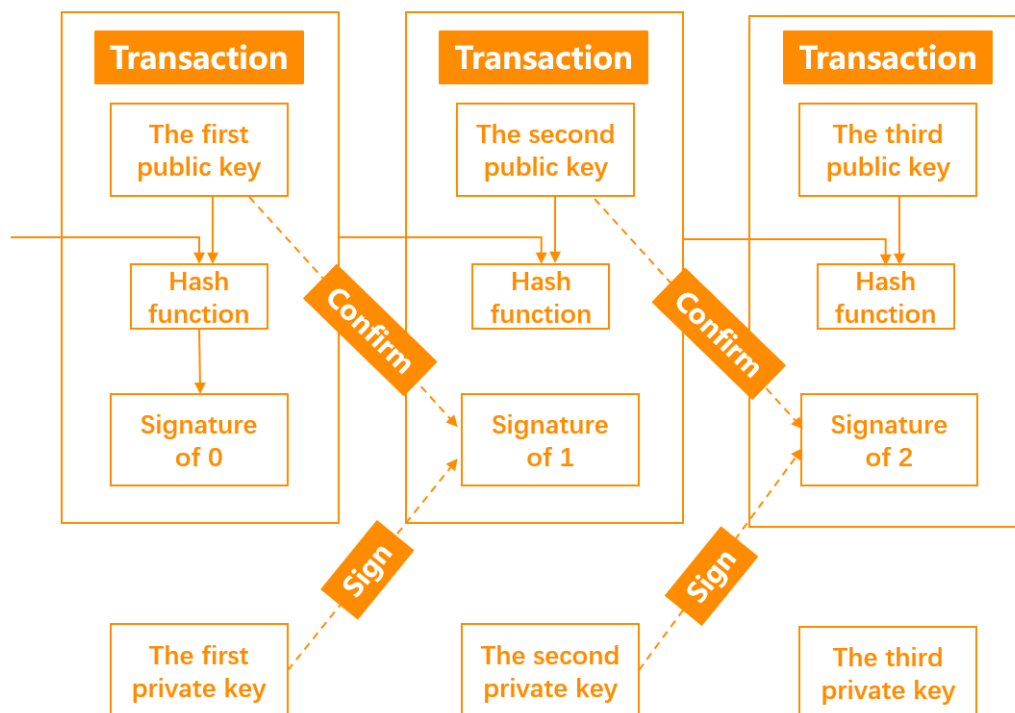 Transaction
Transaction
Transaction
The first
public key
The second
public key
The third
public key
Hash
function
Hash
function
Hash
function
Confirm
Confirm
Signature
of 0
Signature
of 1
Signature
of 2
Sign
Sign
The first
private key
The second
private key
The third
private key